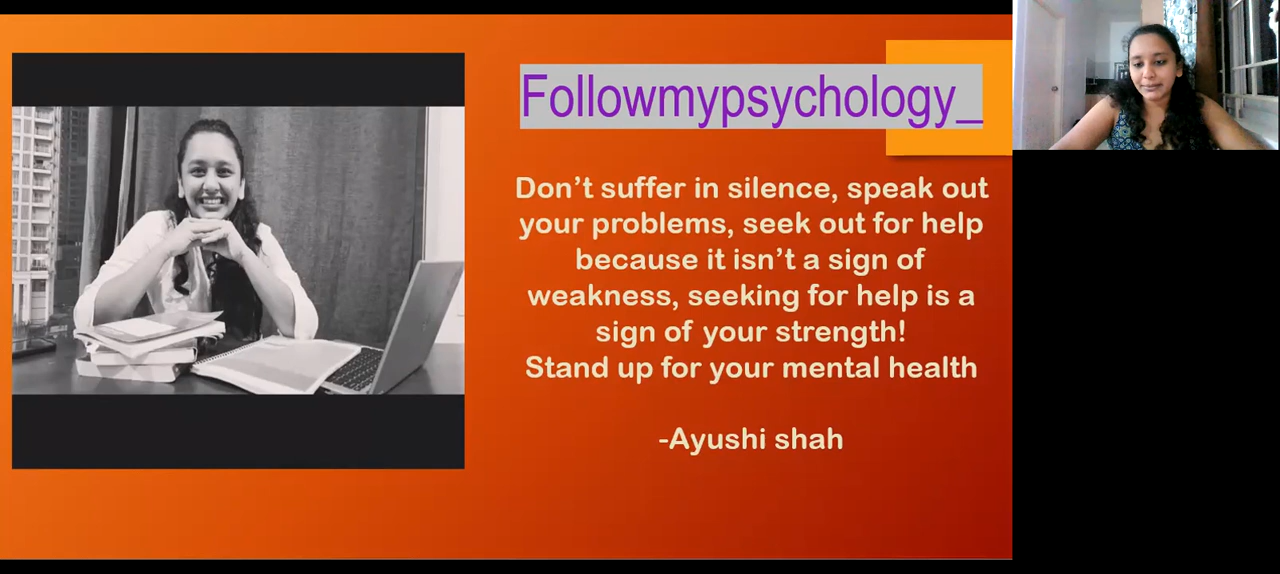 Followmypsychology_
Don’t suffer in silence, speak out
your problems, seek out for help
because it isn’t a sign of
weakness, seeking for help is a
sign of your strength!
Stand up for your mental health
-Ayushi shah